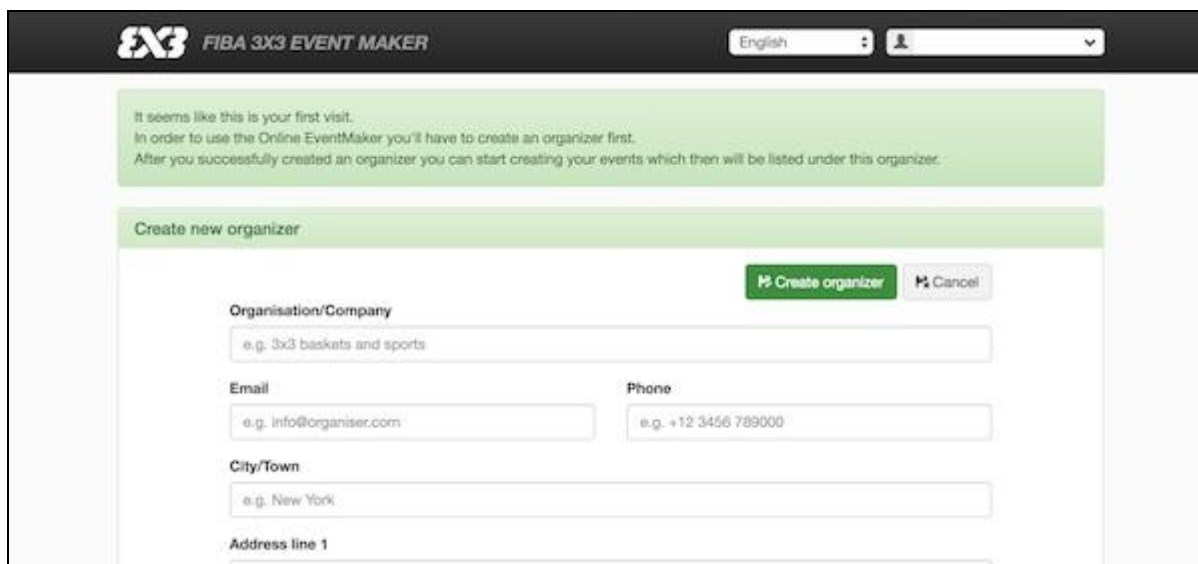 3X3 FIBA 3X3 EVENT MAKER
English
It seems like this is your first visit.
In order to use the Online EventMaker you'll have to create an organizer first.
After you successfully created an organizer you can start creating your events which then will be listed under this organizer.
Create new organizer
Create organizer
Cancel
Organisation/Company
e.g. 3x3 baskets and sports
Email
Phone
e.g. info@organiser.com
e.g. +12 3456 789000
City/Town
e.g. New York
Address line 1